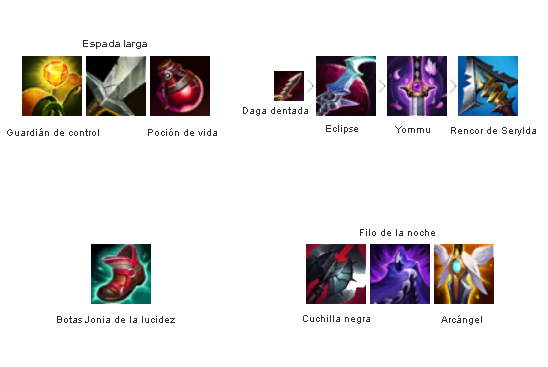 Espada larga
Guardián de control
Poción de vida
Daga dentada
Eclipse
Yommu
Rencor de Serylda
Botas Jonia de la lucidez
Filo de la noche
Cuchilla negra
Arcángel